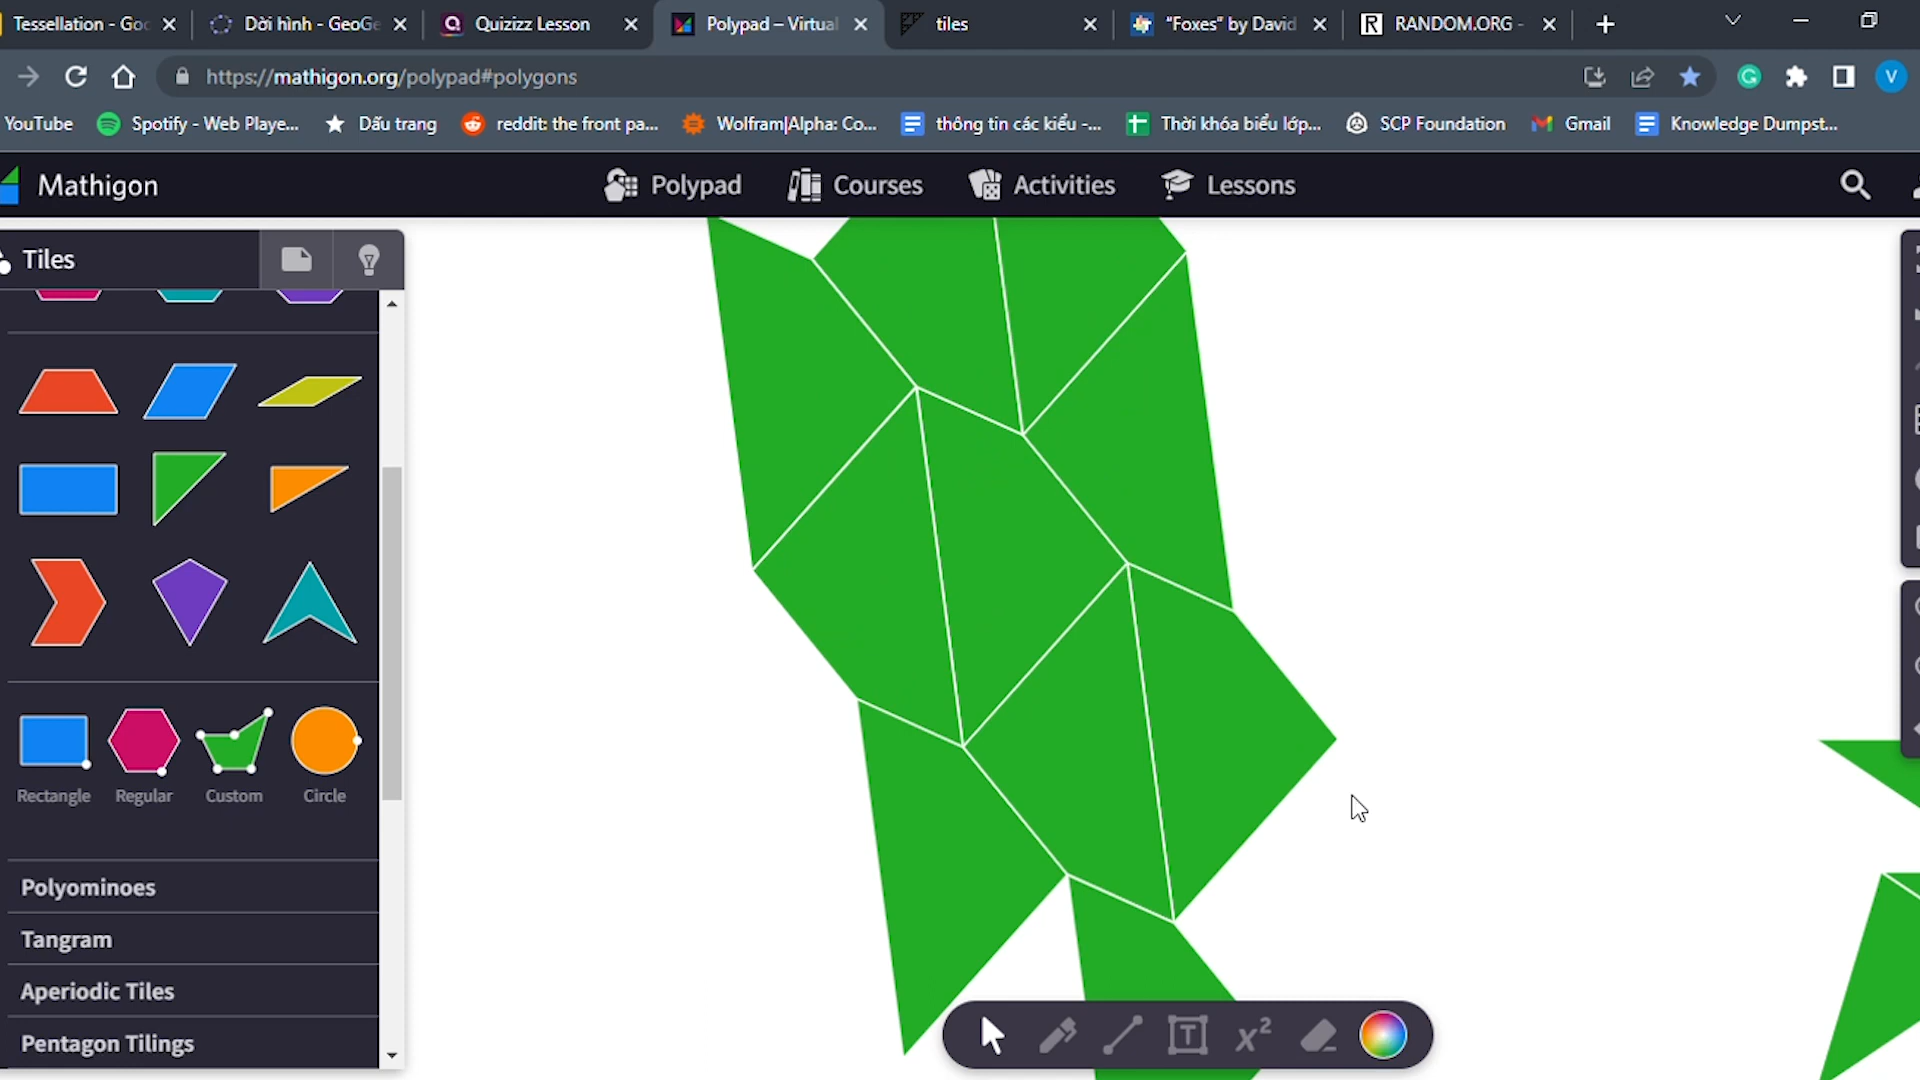 Tessellation - Goo
Dời hình - GeoGe
Quizizz Lesson
Polypad – Virtual
tiles
"Foxes" by David
RANDOM.ORG -
https://mathigon.org/polypad#polygons
G
V
YouTube
Spotify - Web Playe...
Dấu trang
reddit: the front pa...
Wolfram|Alpha: Co...
thông tin các kiểu -...
Thời khóa biểu lớp...
SCP Foundation
Gmail
Knowledge Dumpst...
Mathigon
Polypad
Courses
Activities
Lessons
Tiles
Rectangle
Regular
Custom
Circle
Polyominoes
Tangram
Aperiodic Tiles
Pentagon Tilings
T
x²